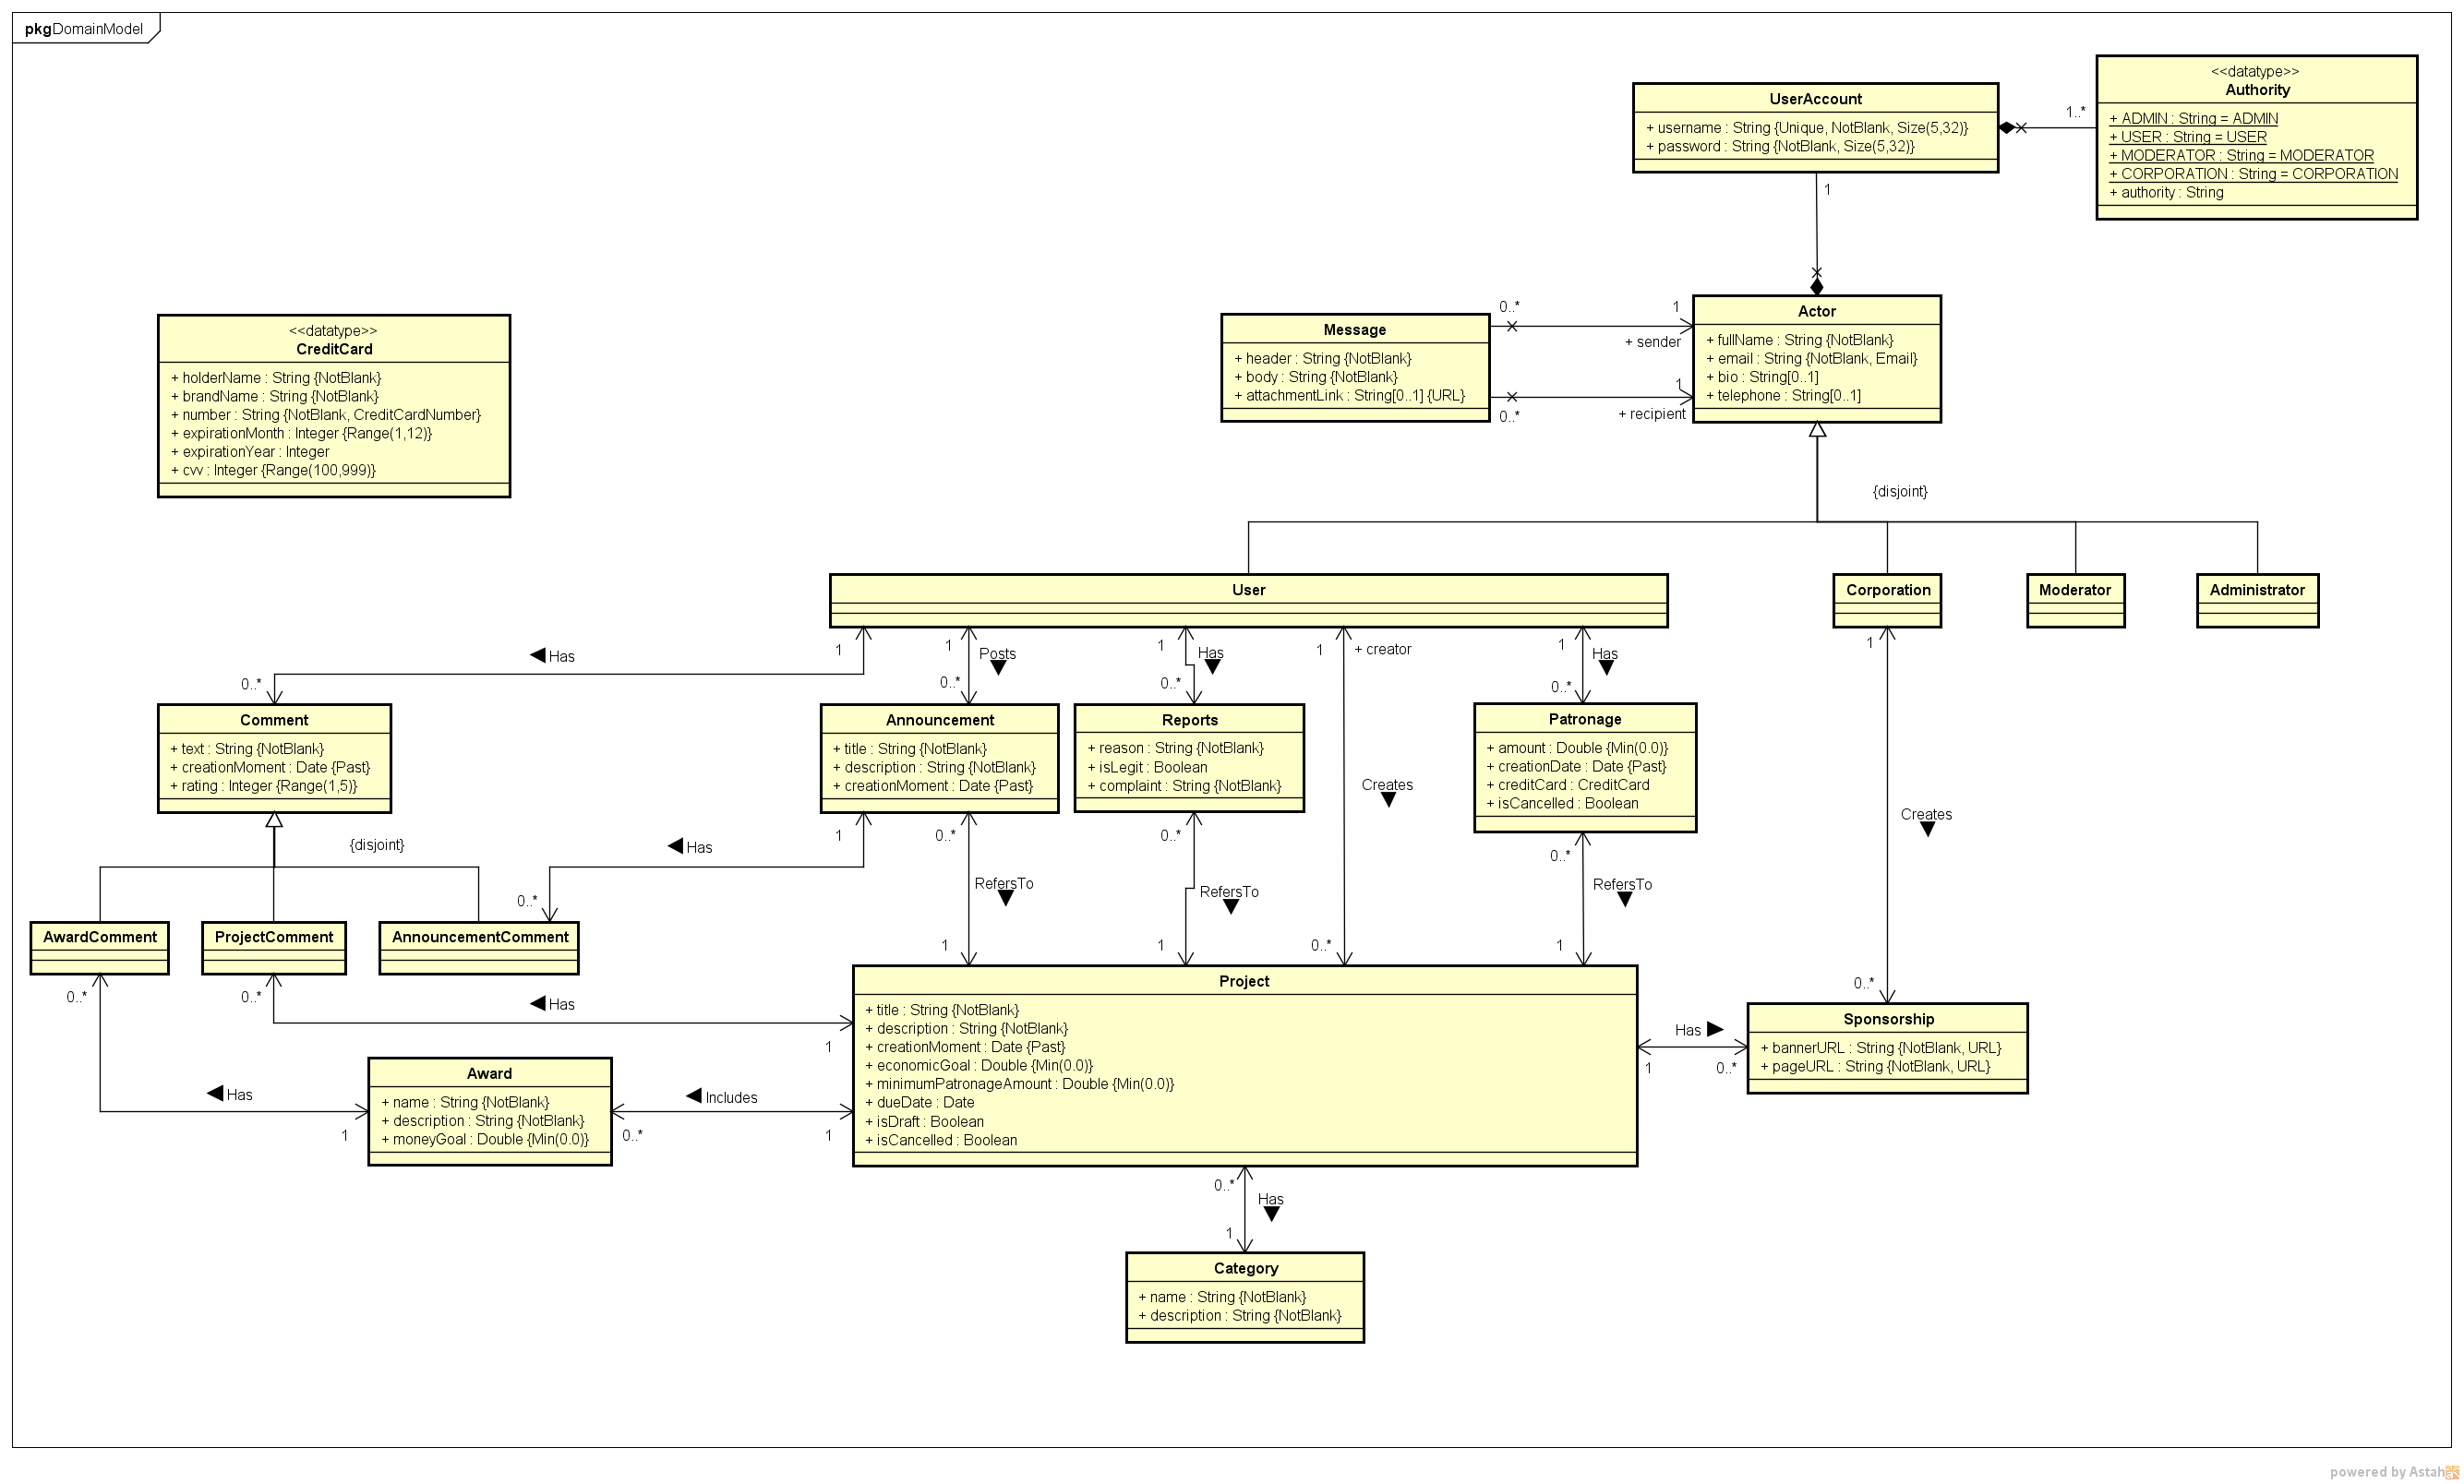 pkg DomainModel
<<datatype>>
Authority
+ ADMIN : String = ADMIN
+ USER : String = USER
+ MODERATOR : String = MODERATOR
+ CORPORATION : String = CORPORATION
+ authority : String
UserAccount
+ username : String {Unique, NotBlank, Size(5,32)}
+ password : String {NotBlank, Size(5,32)}
1..*
1
<<datatype>>
CreditCard
+ holderName : String {NotBlank}
+ brandName : String {NotBlank}
+ number : String {NotBlank, CreditCardNumber}
+ expirationMonth : Integer {Range(1,12)}
+ expirationYear : Integer
+ cvv : Integer {Range(100,999)}
Message
+ header : String {NotBlank}
+ body : String {NotBlank}
+ attachmentLink : String[0..1] {URL}
0..*
1
+ sender
1
0..*
+ recipient
Actor
+ fullName : String {NotBlank}
+ email : String {NotBlank, Email}
+ bio : String[0..1]
+ telephone : String[0..1]
{disjoint}
User
Corporation
Moderator
Administrator
Has
1
0..*
1
Posts
0..*
1
Has
0..*
1
+ creator
1
Has
0..*
1
Comment
+ text : String {NotBlank}
+ creationMoment : Date {Past}
+ rating : Integer {Range(1,5)}
Announcement
+ title : String {NotBlank}
+ description : String {NotBlank}
+ creationMoment : Date {Past}
Reports
+ reason : String {NotBlank}
+ isLegit : Boolean
+ complaint : String {NotBlank}
Creates
Patronage
+ amount : Double {Min(0.0)}
+ creationDate : Date {Past}
+ creditCard : CreditCard
+ isCancelled : Boolean
Creates
{disjoint}
Has
1
0..*
0..*
RefersTo
1
0..*
RefersTo
1
0..*
0..*
RefersTo
1
0..*
AwardComment
ProjectComment
AnnouncementComment
0..*
0..*
Has
1
Project
+ title : String {NotBlank}
+ description : String {NotBlank}
+ creationMoment : Date {Past}
+ economicGoal : Double {Min(0.0)}
+ minimumPatronageAmount : Double {Min(0.0)}
+ dueDate : Date
+ isDraft : Boolean
+ isCancelled : Boolean
Has
1
0..*
Sponsorship
+ bannerURL : String {NotBlank, URL}
+ pageURL : String {NotBlank, URL}
Has
1
Award
+ name : String {NotBlank}
+ description : String {NotBlank}
+ moneyGoal : Double {Min(0.0)}
Includes
0..*
1
0..*
Has
1
Category
+ name : String {NotBlank}
+ description : String {NotBlank}
powered by Astah